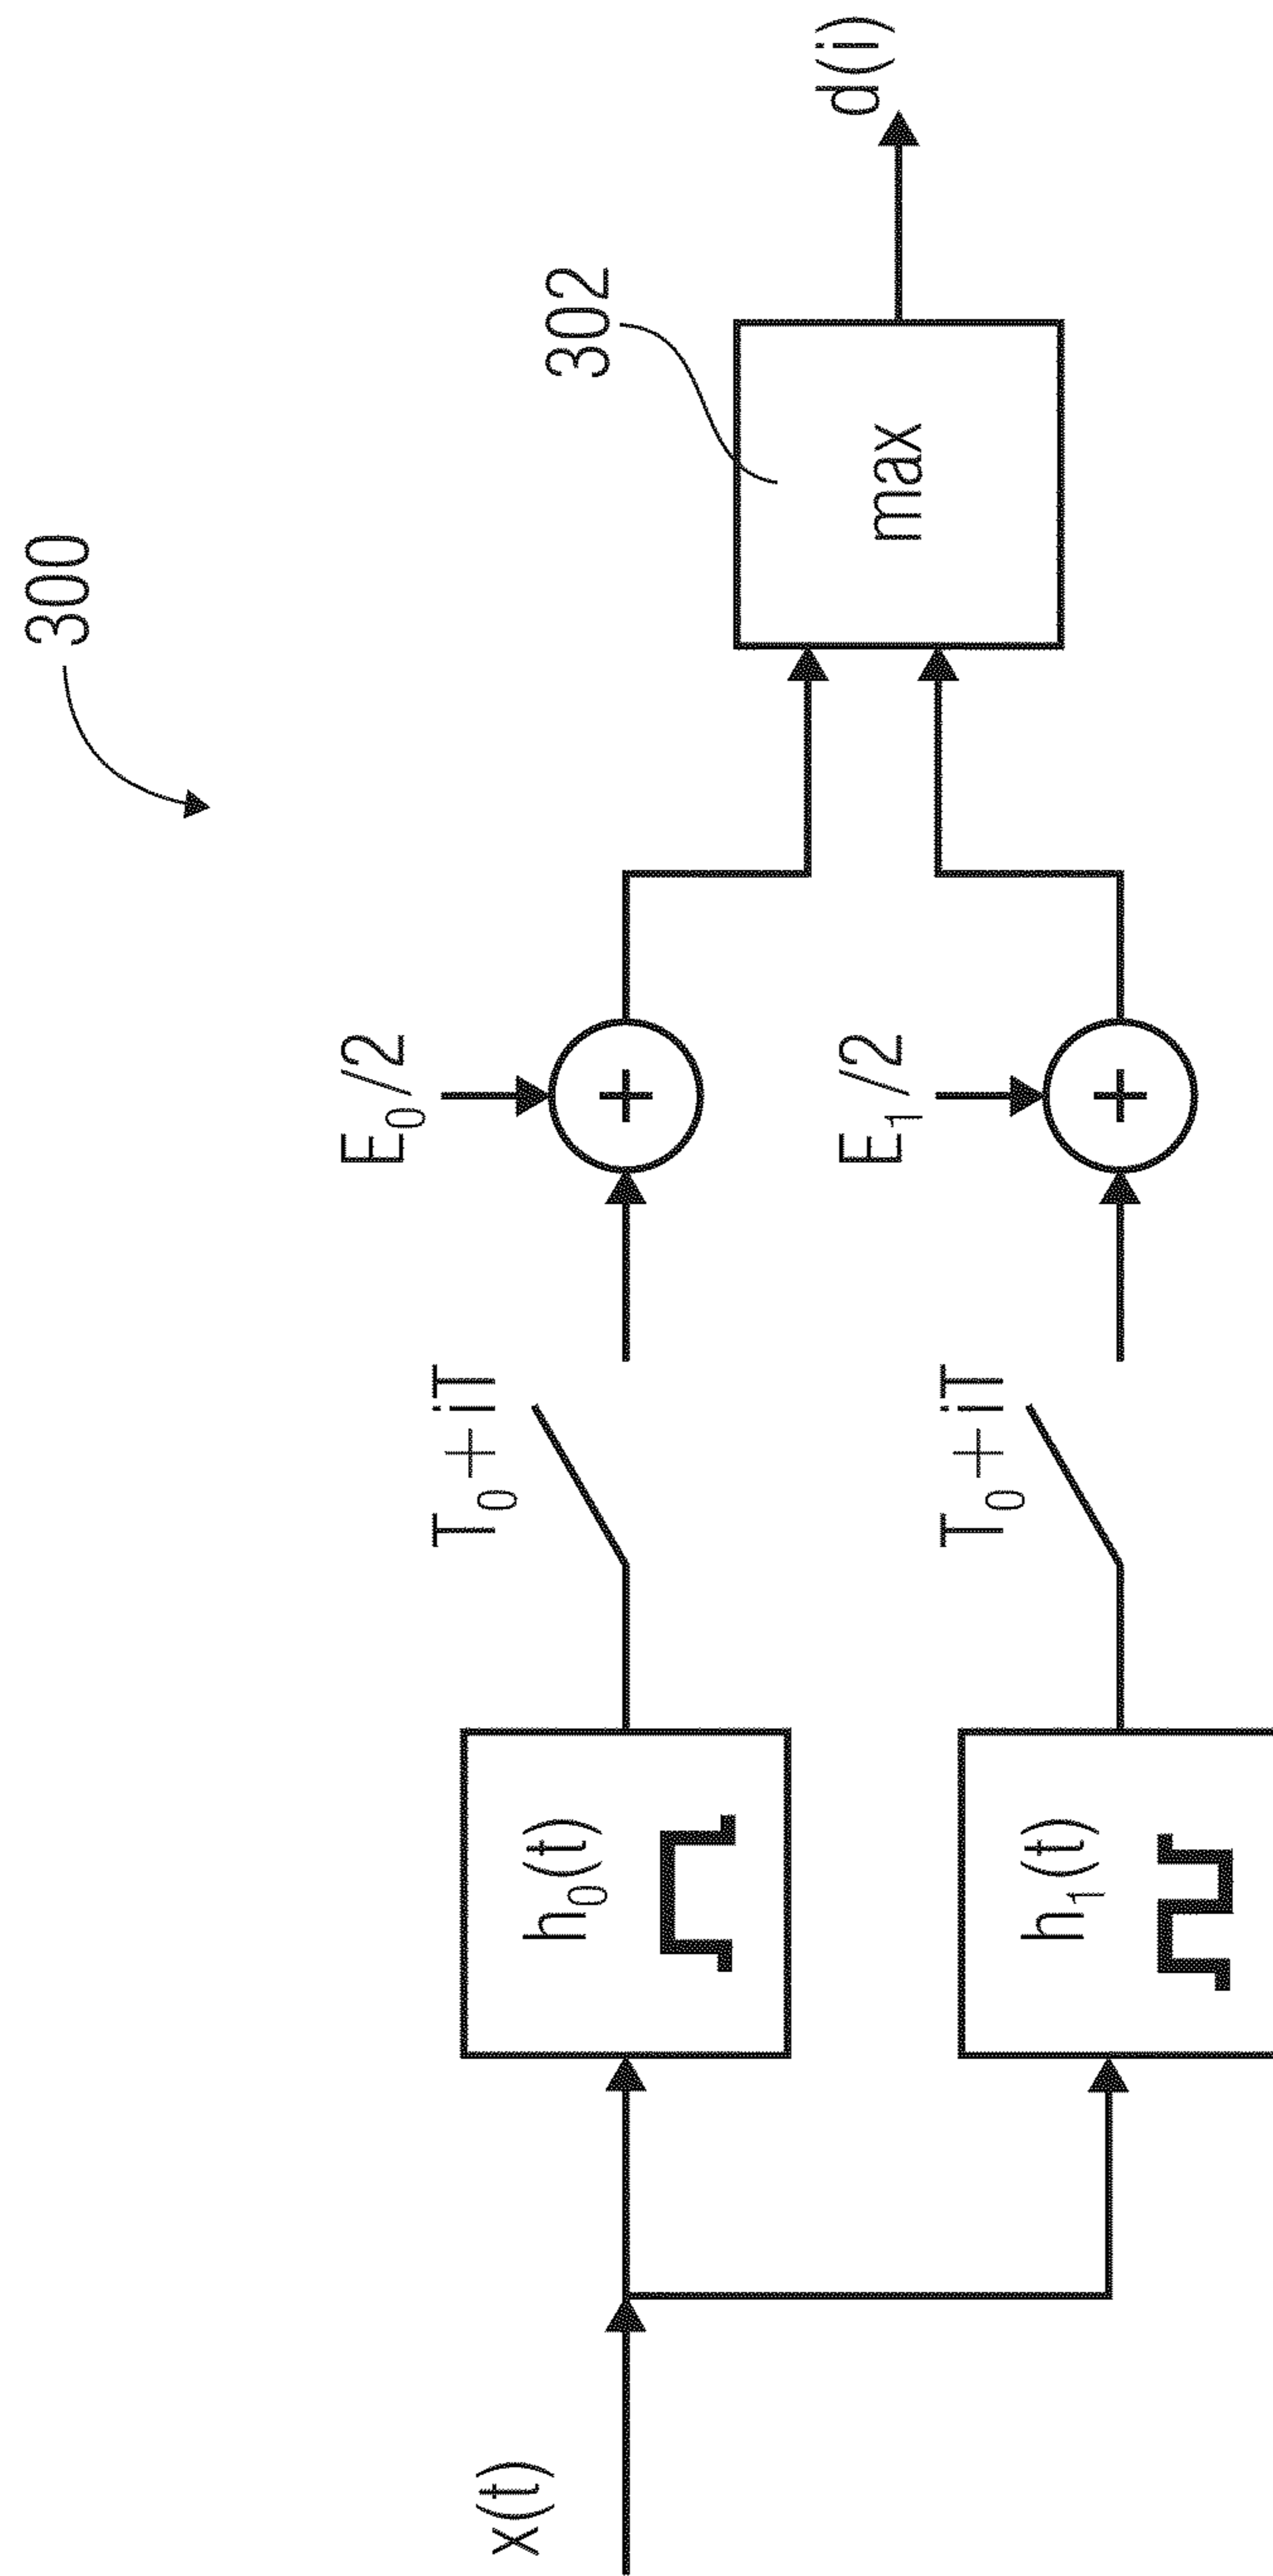 300
x(t)
h₀(t)
T₀+iT
E₀/2
+
302
max
d(i)
h₁(t)
T₀+iT
E₁/2
+